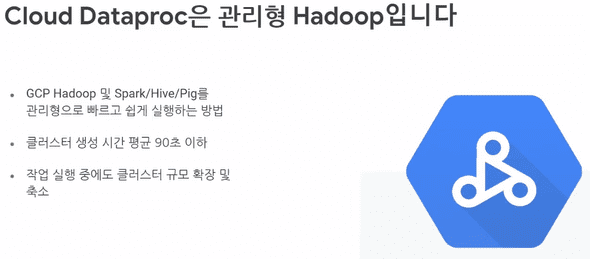 Cloud Dataproc은 관리형 Hadoop입니다
• GCP Hadoop 및 Spark/Hive/Pig를
관리형으로 빠르고 쉽게 실행하는 방법
• 클러스터 생성 시간 평균 90초 이하
• 작업 실행 중에도 클러스터 규모 확장 및
축소